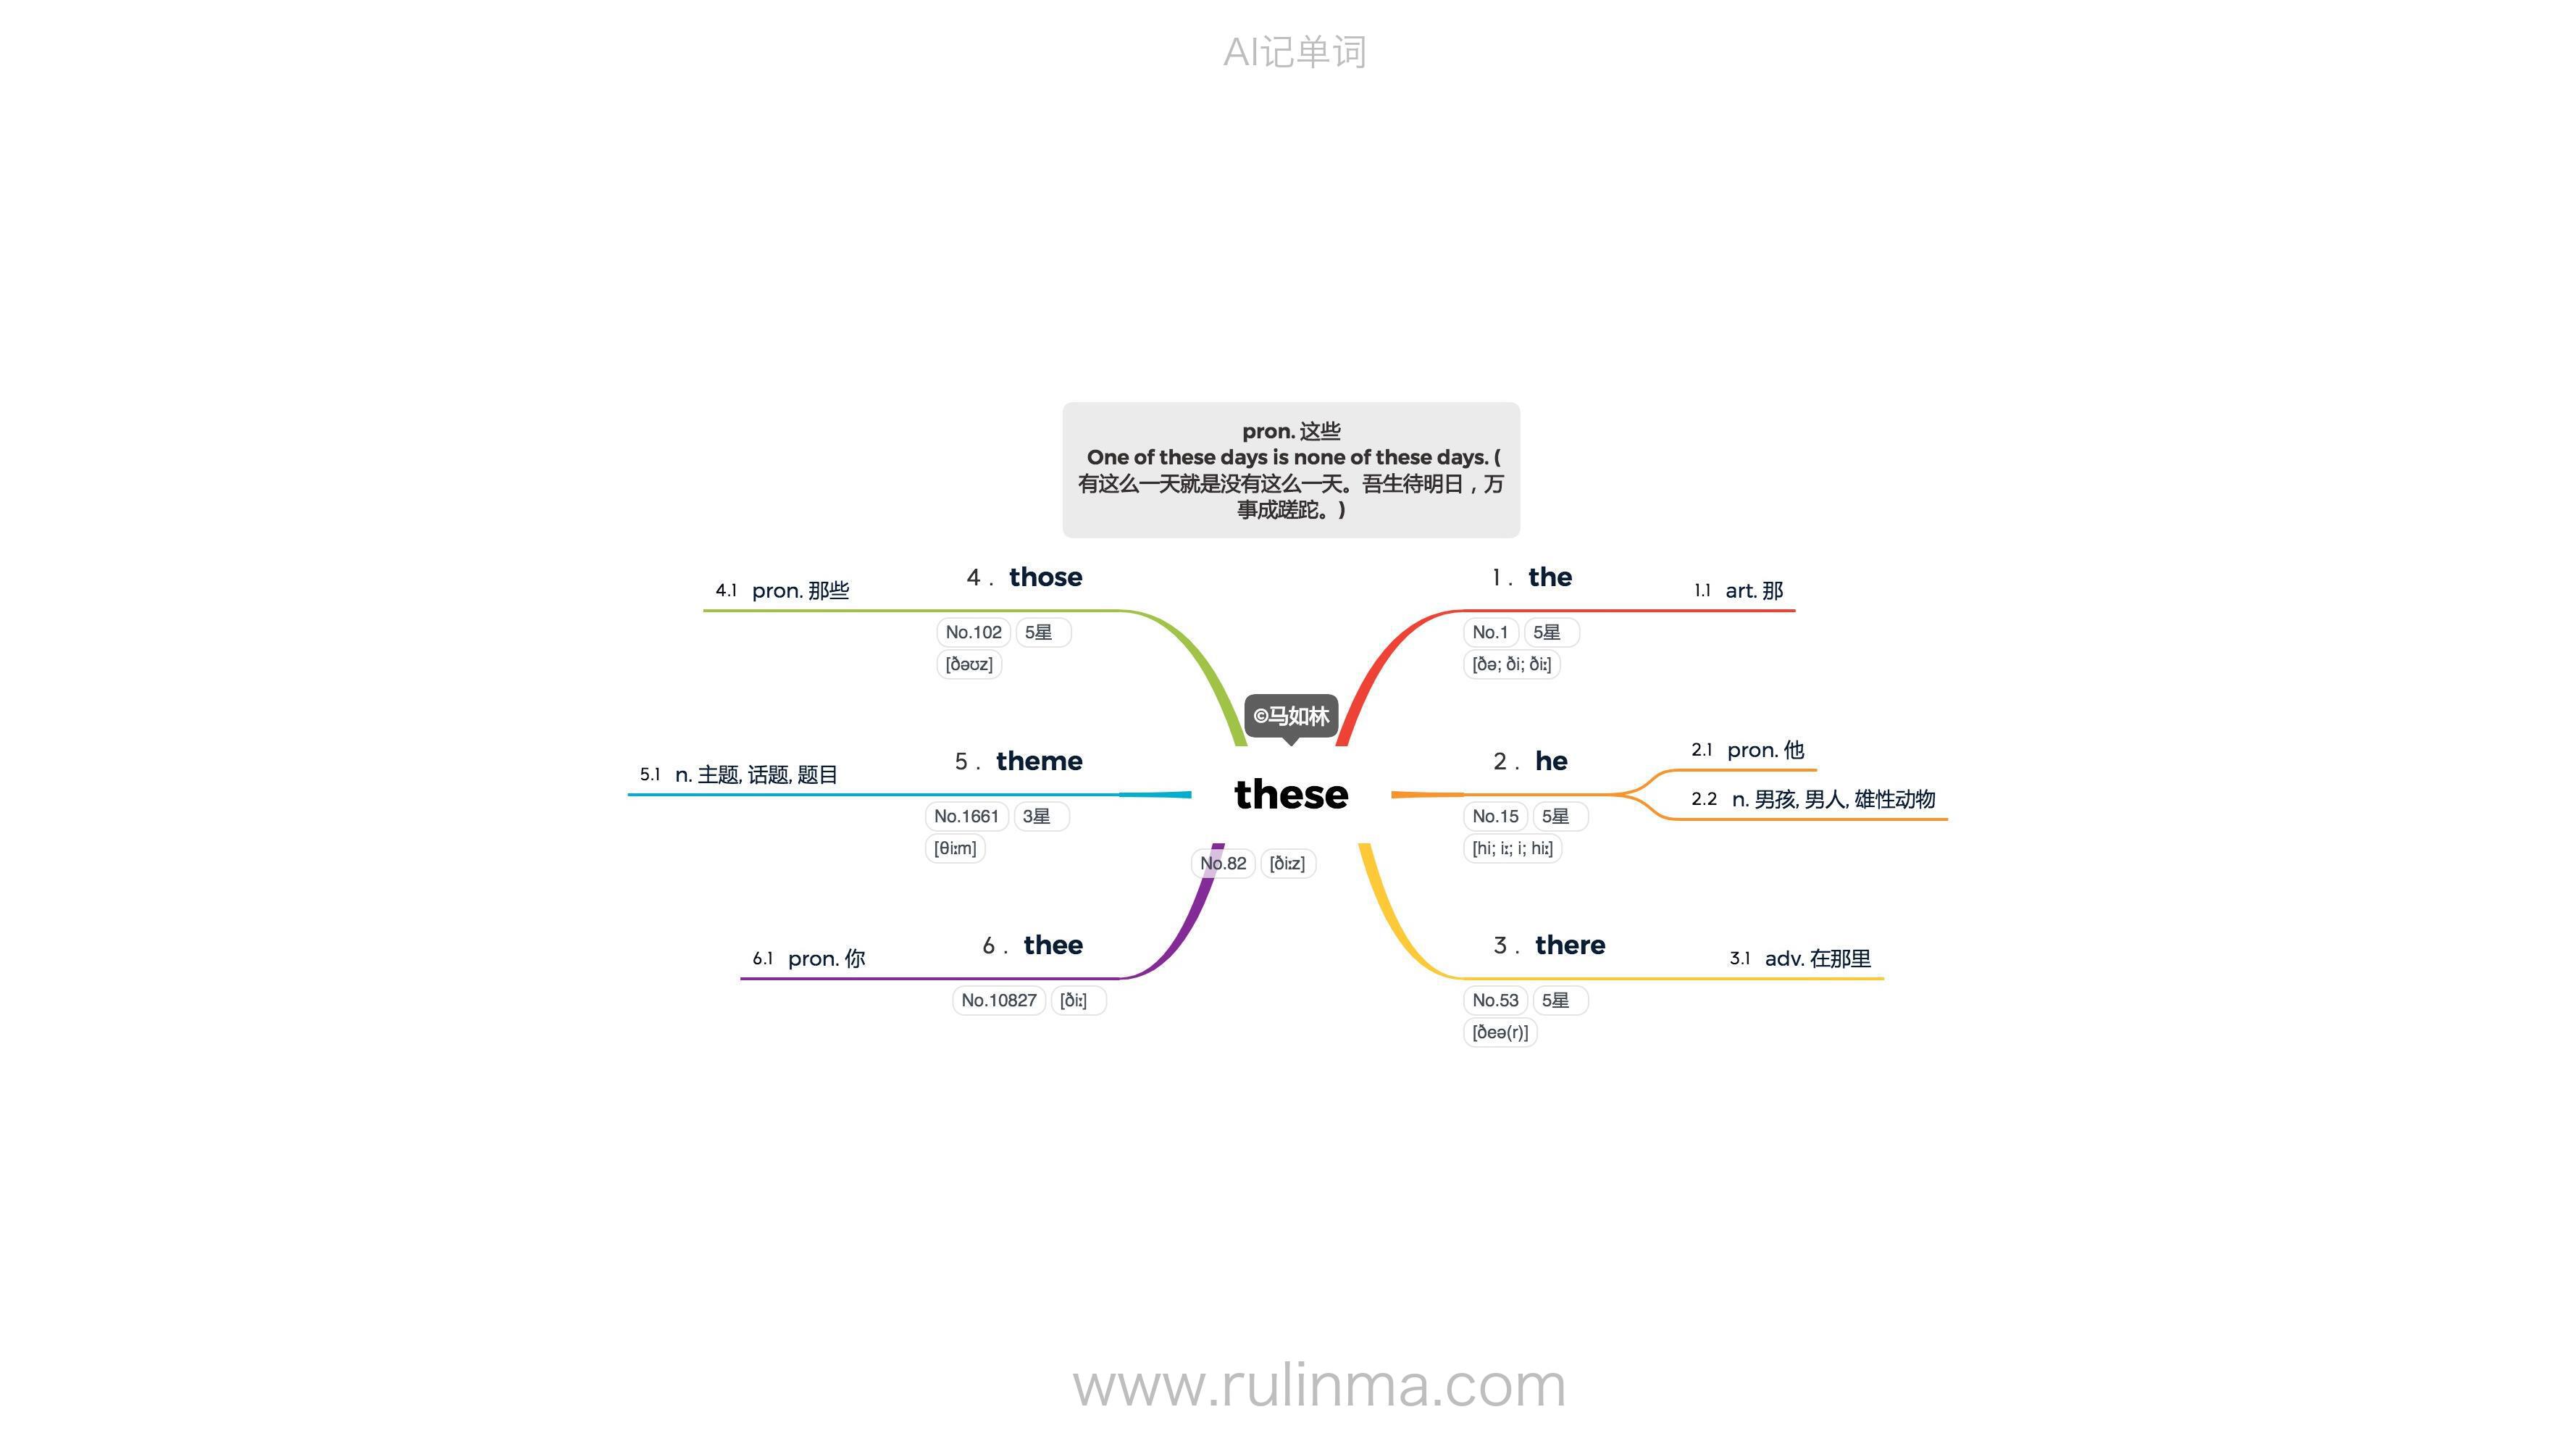 AI记单词
pron. 这些
One of these days is none of these days. (
有这么一天就是没有这么一天。吾生待明日，万
事成蹉跎。)
©马如林
these
No.82 [ðiːz]
1 . the
1.1 art. 那
No.1 5星
[ðə; ði; ðiː]
2 . he
2.1 pron. 他
2.2 n. 男孩, 男人, 雄性动物
No.15 5星
[hi; iː; i; hiː]
3 . there
3.1 adv. 在那里
No.53 5星
[ðeə(r)]
4 . those
4.1 pron. 那些
No.102 5星
[ðəʊz]
5 . theme
5.1 n. 主题, 话题, 题目
No.1661 3星
[θiːm]
6 . thee
6.1 pron. 你
No.10827 [ðiː]
www.rulinma.com